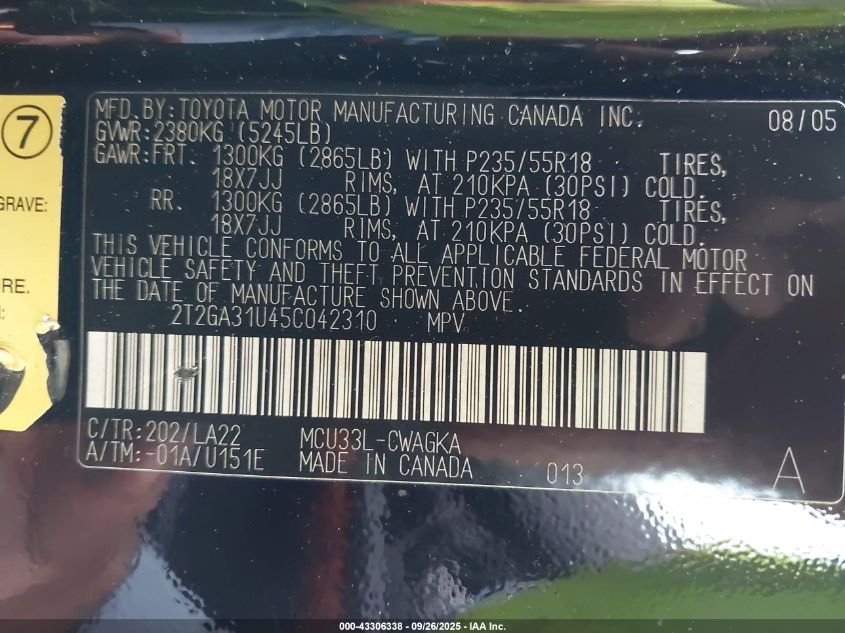 7
GRAVE:
RE.
MFD.BY:TOYOTA MOTOR MANUFACTURING CANADA INC. 08/05
GVWR:2380KG (5245LB)
GAWR:FRT. 1300KG (2865LB) WITH P235/55R18 TIRES,
18X7JJ RIMS, AT 210KPA (30PSI) COLD.
RR. 1300KG (2865LB) WITH P235/55R18 TIRES,
18X7JJ RIMS, AT 210KPA (30PSI) COLD.
THIS VEHICLE CONFORMS TO ALL APPLICABLE FEDERAL MOTOR
VEHICLE SAFETY AND THEFT PREVENTION STANDARDS IN EFFECT ON
THE DATE OF MANUFACTURE SHOWN ABOVE.
2T2GA31U45C042310 MPV
C/TR:202/LA22 MCU33L-CWAGKA
A/TM:-01A/U151E MADE IN CANADA 013 A
000-43306338 - 09/26/2025 - IAA Inc.